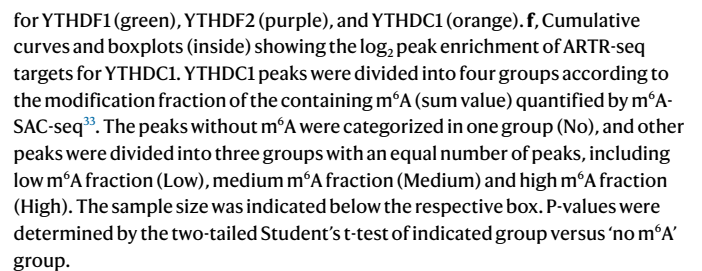 for YTHDF1 (green), YTHDF2 (purple), and YTHDC1 (orange). f, Cumulative
curves and boxplots (inside) showing the log₂ peak enrichment of ARTR-seq
targets for YTHDC1. YTHDC1 peaks were divided into four groups according to
the modification fraction of the containing m⁶A (sum value) quantified by m⁶A-
SAC-seq³³. The peaks without m⁶A were categorized in one group (No), and other
peaks were divided into three groups with an equal number of peaks, including
low m⁶A fraction (Low), medium m⁶A fraction (Medium) and high m⁶A fraction
(High). The sample size was indicated below the respective box. P-values were
determined by the two-tailed Student’s t-test of indicated group versus ‘no m⁶A’
group.